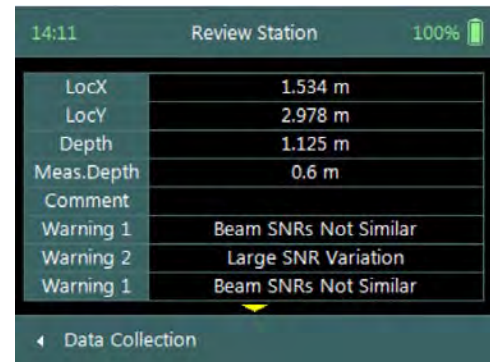 14:11 Review Station 100%
LocX 1.534 m
LocY 2.978 m
Depth 1.125 m
Meas.Depth 0.6 m
Comment
Warning 1 Beam SNRs Not Similar
Warning 2 Large SNR Variation
Warning 1 Beam SNRs Not Similar
Data Collection